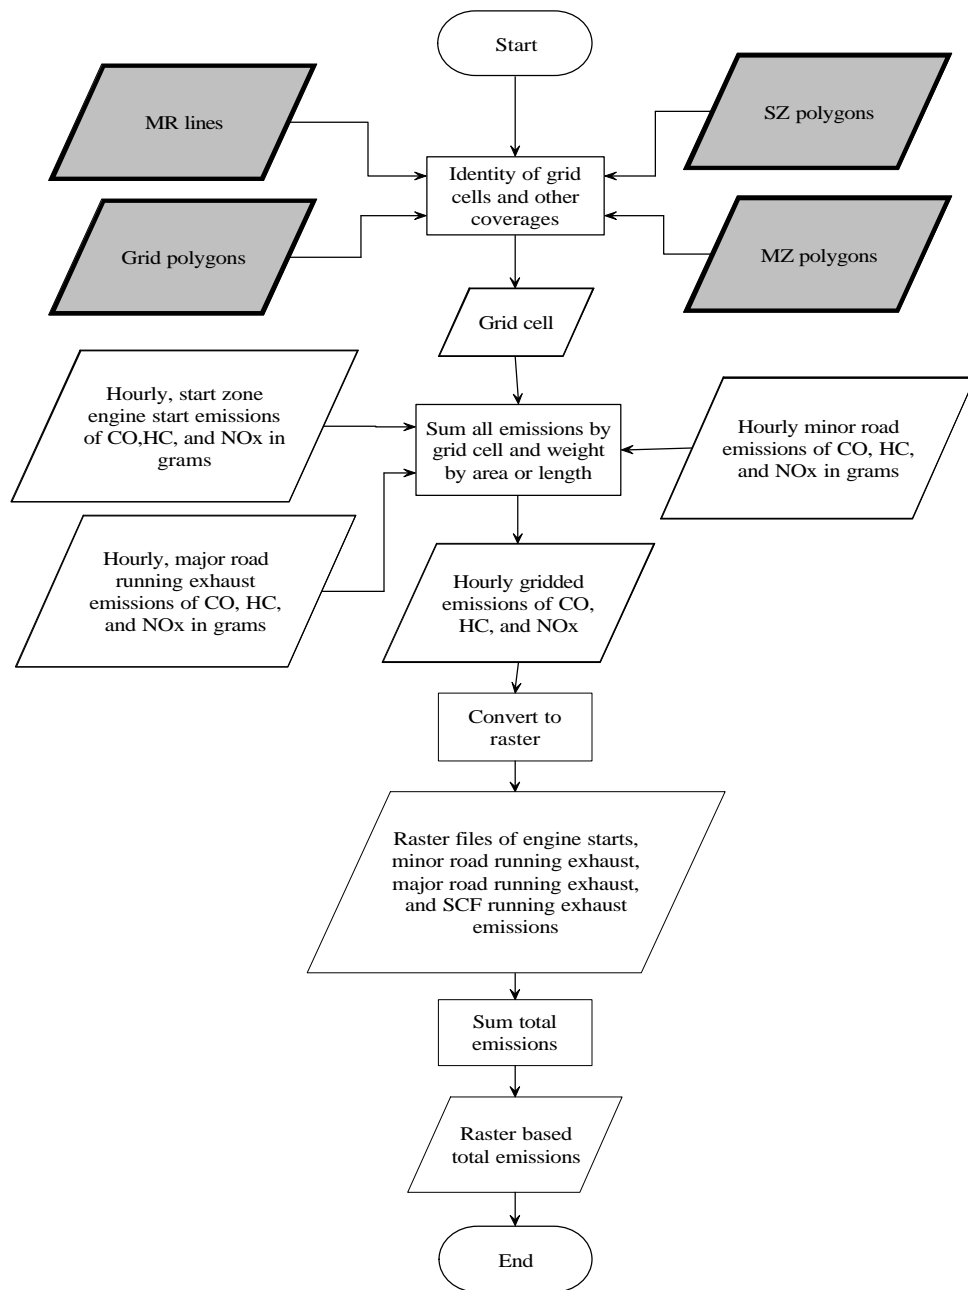 Start
MR lines
SZ polygons
Identity of grid
cells and other
coverages
Grid polygons
MZ polygons
Grid cell
Hourly, start zone
engine start emissions
of CO,HC, and NOx in
grams
Sum all emissions by
grid cell and weight
by area or length
Hourly minor road
emissions of CO, HC,
and NOx in grams
Hourly, major road
running exhaust
emissions of CO, HC,
and NOx in grams
Hourly gridded
emissions of CO,
HC, and NOx
Convert to
raster
Raster files of engine starts,
minor road running exhaust,
major road running exhaust,
and SCF running exhaust
emissions
Sum total
emissions
Raster based
total emissions
End